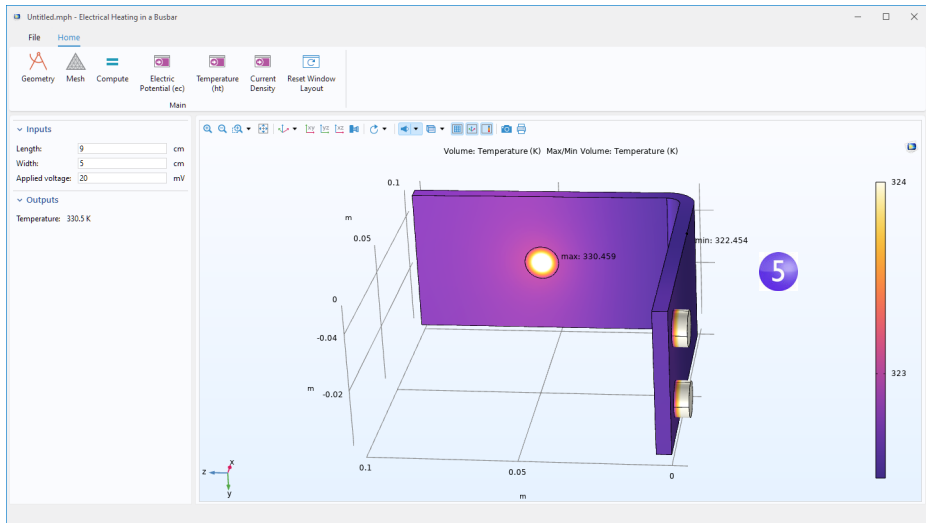 Untitled.mph - Electrical Heating in a Busbar
File Home
Geometry Mesh Compute Electric Potential (ec) Temperature (ht) Current Density Reset Window Layout
Main
Inputs
Length: 9 cm
Width: 5 cm
Applied voltage: 20 mV
Outputs
Temperature: 330.5 K
xy yz xz
Volume: Temperature (K) Max/Min Volume: Temperature (K)
0.1
m
0.05
0
-0.04
m
-0.02
max: 330.459
min: 322.454
5
324
323
0.1
0.05
0
m
x
z
y